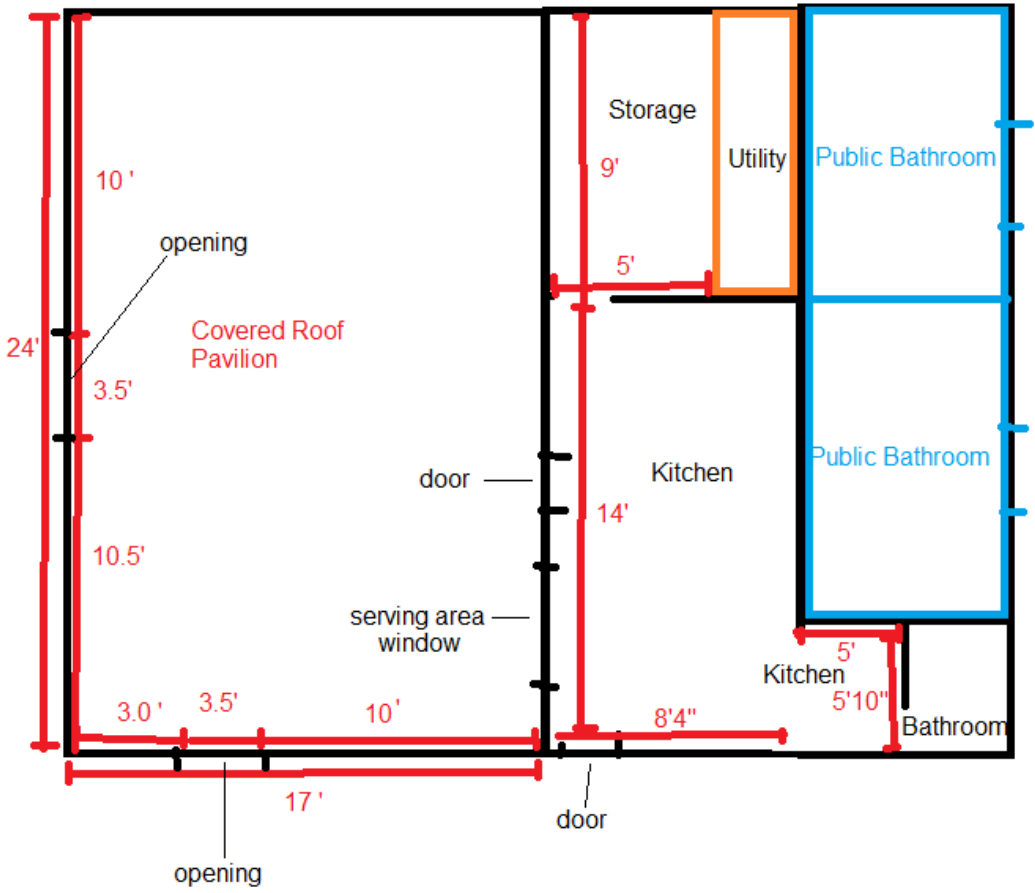 Storage
Utility
Public Bathroom
10 '
9'
opening
5'
24'
Covered Roof
Pavilion
3.5'
door
Kitchen
Public Bathroom
14'
10.5'
serving area
window
5'
Kitchen
5'10"
3.0 '
3.5'
10'
8'4"
Bathroom
17 '
door
opening